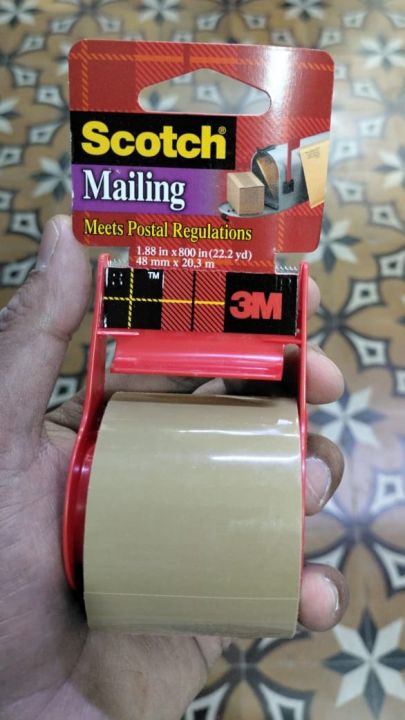 Scotch®
Mailing
Meets Postal Regulations
1.88 in x 800 in (22.2 yd)
48 mm x 20,3 m
™
3M